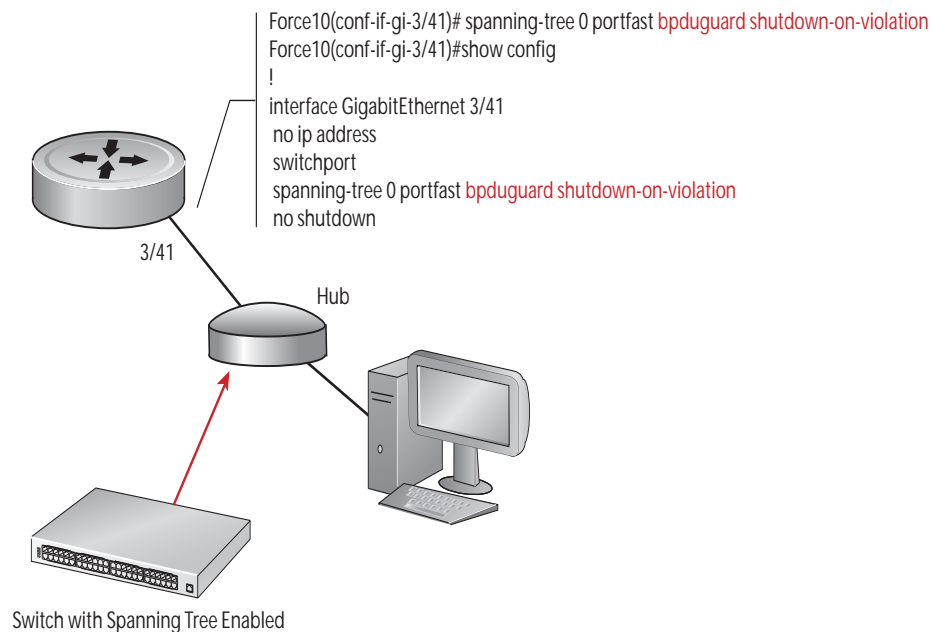 Force10(conf-if-gi-3/41)# spanning-tree 0 portfast bpduguard shutdown-on-violation
Force10(conf-if-gi-3/41)#show config
!
interface GigabitEthernet 3/41
no ip address
switchport
spanning-tree 0 portfast bpduguard shutdown-on-violation
no shutdown
3/41
Hub
Switch with Spanning Tree Enabled